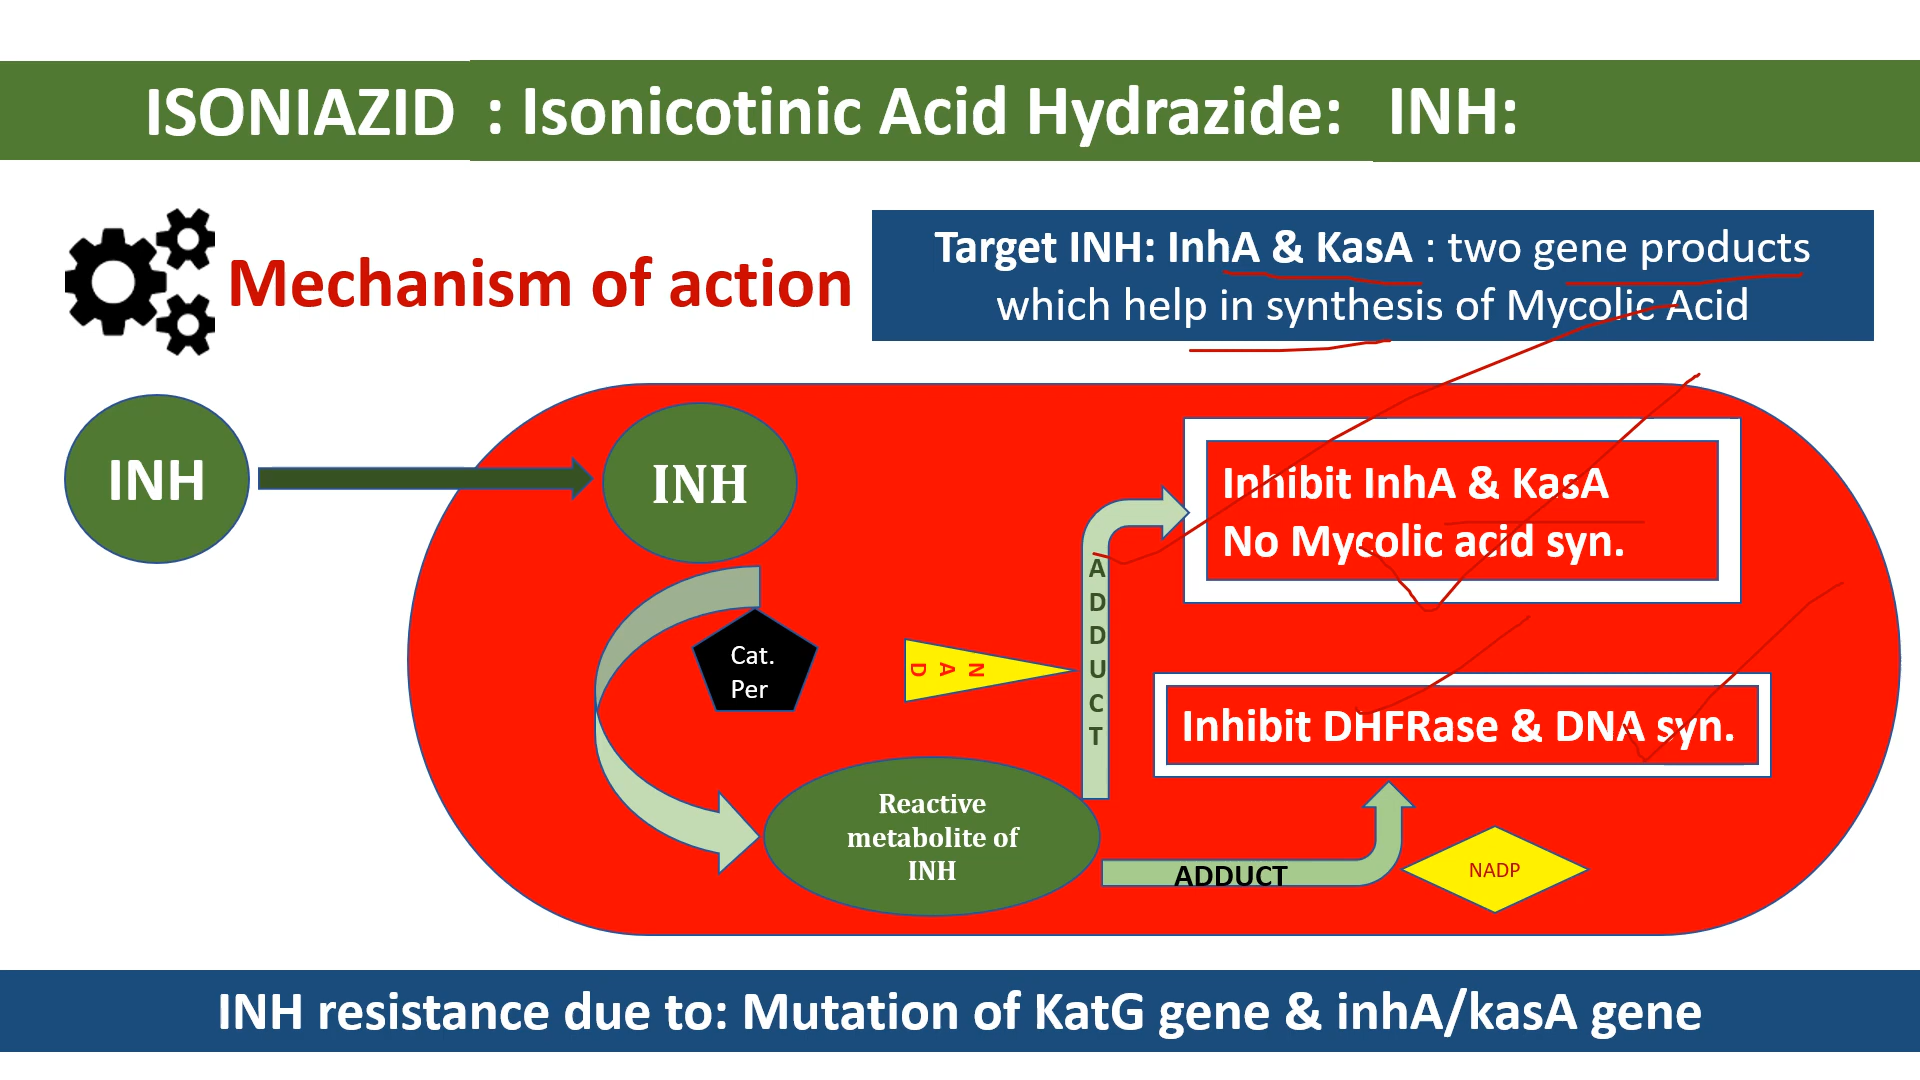 ISONIAZID : Isonicotinic Acid Hydrazide: INH:
Mechanism of action
Target INH: InhA & KasA : two gene products
which help in synthesis of Mycolic Acid
INH
INH
Cat.
Per
NAD
ADDUCT
Inhibit InhA & KasA
No Mycolic acid syn.
Inhibit DHFRase & DNA syn.
Reactive
metabolite of
INH
ADDUCT
NADP
INH resistance due to: Mutation of KatG gene & inhA/kasA gene